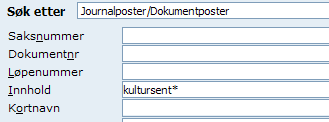 Søk etter Journalposter/Dokumentposter
Saksnummer
Dokumentnr
Løpenummer
Innhold kultursent*
Kortnavn